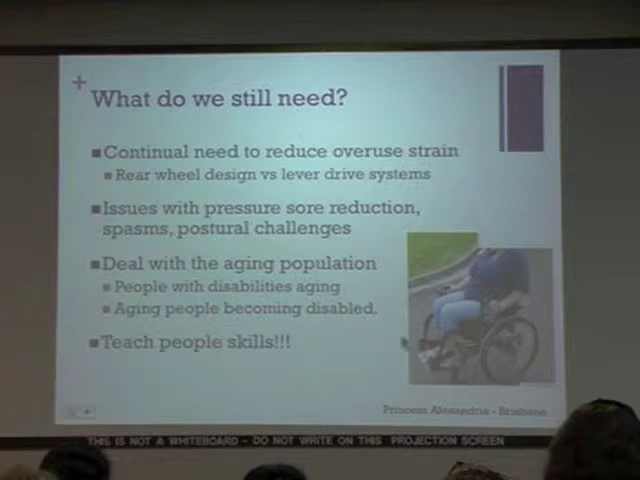 +
What do we still need?
■Continual need to reduce overuse strain
■Rear wheel design vs lever drive systems
■Issues with pressure sore reduction,
spasms, postural challenges
■Deal with the aging population
■People with disabilities aging
■Aging people becoming disabled.
■Teach people skills!!!
Princess Alexandria - Brisbane
THIS IS NOT A WHITEBOARD - DO NOT WRITE ON THIS PROJECTION SCREEN